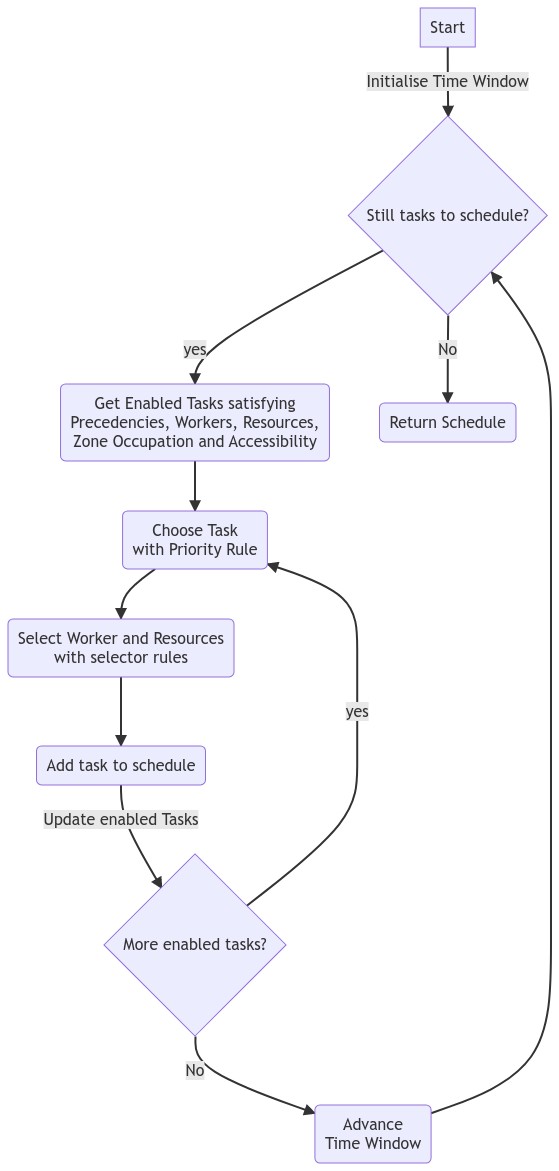 Start
Initialise Time Window
Still tasks to schedule?
yes
No
Get Enabled Tasks satisfying
Precedencies, Workers, Resources,
Zone Occupation and Accessibility
Return Schedule
Choose Task
with Priority Rule
Select Worker and Resources
with selector rules
yes
Add task to schedule
Update enabled Tasks
More enabled tasks?
No
Advance
Time Window